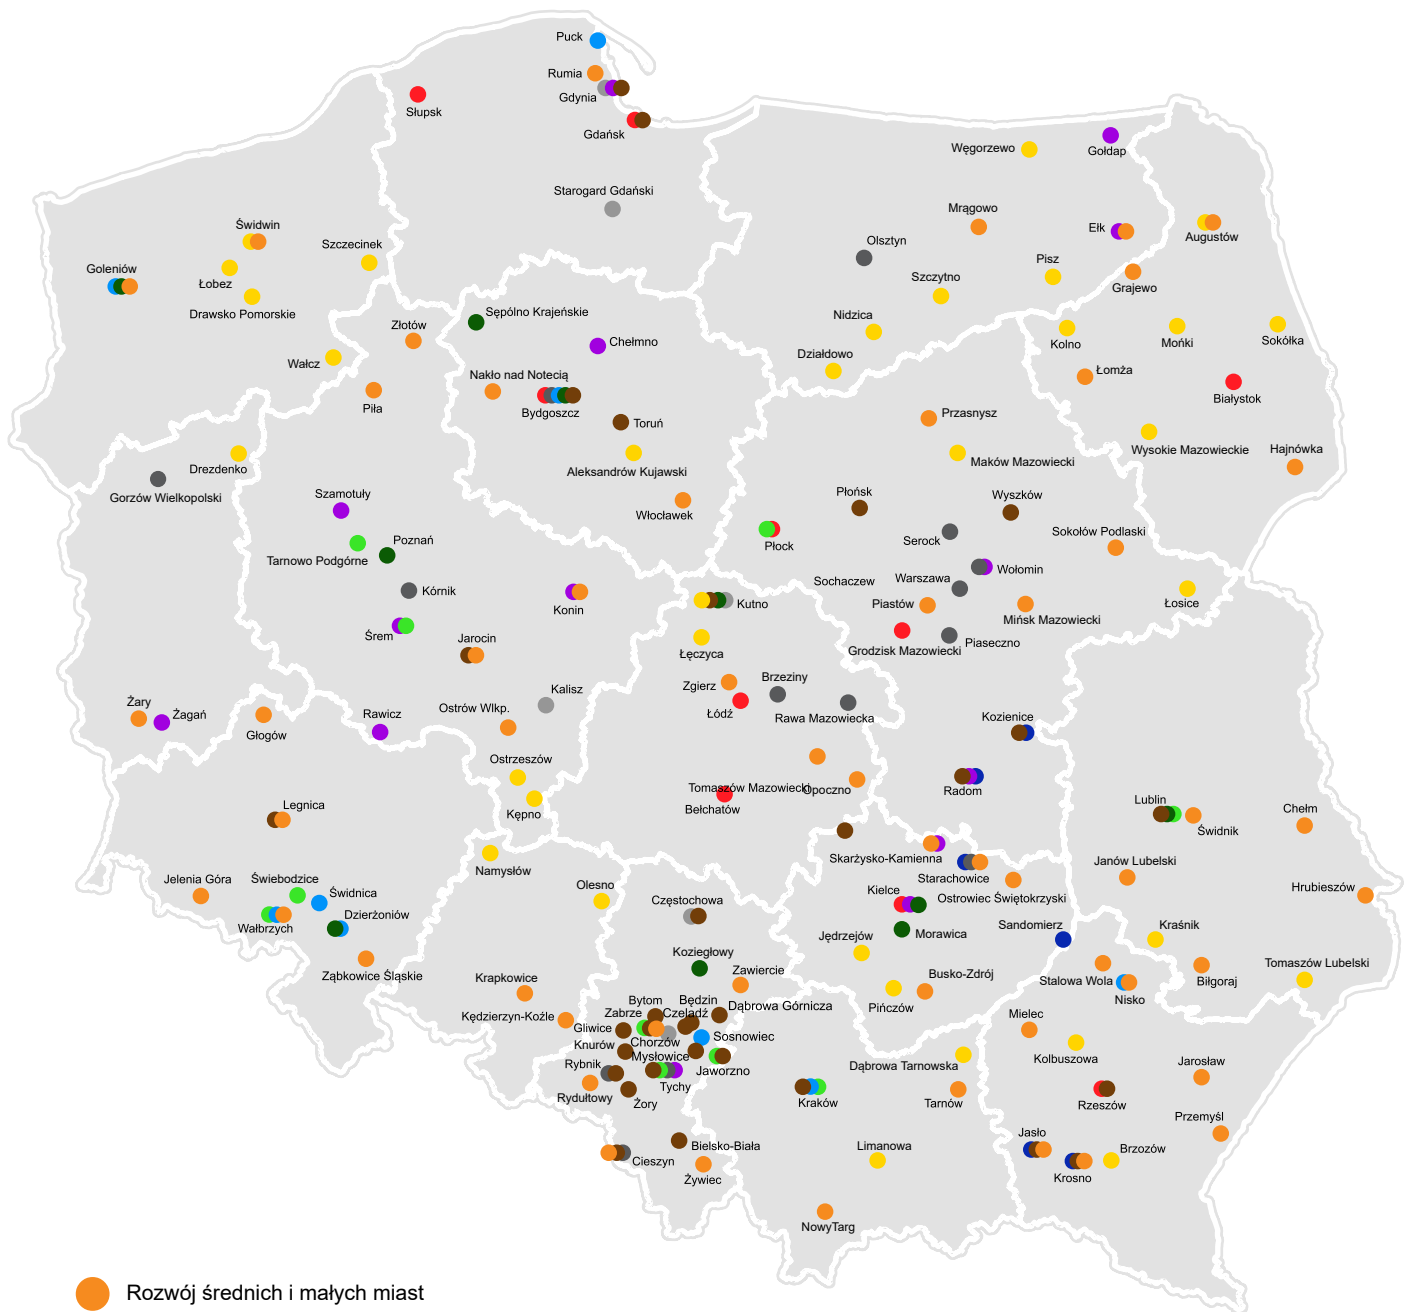 Puck
Rumia
Gdynia
Słupsk
Gdańsk
Węgorzewo
Gołdap
Starogard Gdański
Mrągowo
Świdwin
Ełk
Augustów
Szczecinek
Olsztyn
Goleniów
Łobez
Pisz
Szczytno
Grajewo
Drawsko Pomorskie
Sępólno Krajeńskie
Nidzica
Złotów
Chełmno
Kolno
Mońki
Sokółka
Działdowo
Wałcz
Nakło nad Notecią
Łomża
Piła
Bydgoszcz
Białystok
Przasnysz
Toruń
Drezdenko
Aleksandrów Kujawski
Maków Mazowiecki
Wysokie Mazowieckie
Hajnówka
Gorzów Wielkopolski
Szamotuły
Płońsk
Wyszków
Włocławek
Sokołów Podlaski
Serock
Płock
Poznań
Tarnowo Podgórne
Wołomin
Sochaczew
Warszawa
Kórnik
Konin
Kutno
Piastów
Łosice
Mińsk Mazowiecki
Śrem
Jarocin
Łęczyca
Grodzisk Mazowiecki
Piaseczno
Zgierz
Brzeziny
Kalisz
Żary
Żagań
Rawicz
Ostrów Wlkp.
Łódź
Rawa Mazowiecka
Kozienice
Głogów
Ostrzeszów
Tomaszów Mazowiecki
Opoczno
Radom
Bełchatów
Kępno
Legnica
Lublin
Świdnik
Chełm
Skarżysko-Kamienna
Namysłów
Starachowice
Janów Lubelski
Jelenia Góra
Świebodzice
Olesno
Hrubieszów
Świdnica
Częstochowa
Kielce
Ostrowiec Świętokrzyski
Dzierżoniów
Wałbrzych
Morawica
Sandomierz
Kraśnik
Jędrzejów
Koziegłowy
Tomaszów Lubelski
Ząbkowice Śląskie
Zawiercie
Busko-Zdrój
Stalowa Wola
Biłgoraj
Krapkowice
Pińczów
Nisko
Bytom
Będzin
Dąbrowa Górnicza
Kędzierzyn-Koźle
Zabrze
Czeladź
Mielec
Gliwice
Chorzów
Sosnowiec
Knurów
Mysłowice
Kolbuszowa
Rybnik
Tychy
Jaworzno
Dąbrowa Tarnowska
Jarosław
Rydułtowy
Żory
Kraków
Tarnów
Rzeszów
Przemyśl
Jasło
Bielsko-Biała
Limanowa
Brzozów
Cieszyn
Żywiec
Krosno
NowyTarg
Rozwój średnich i małych miast